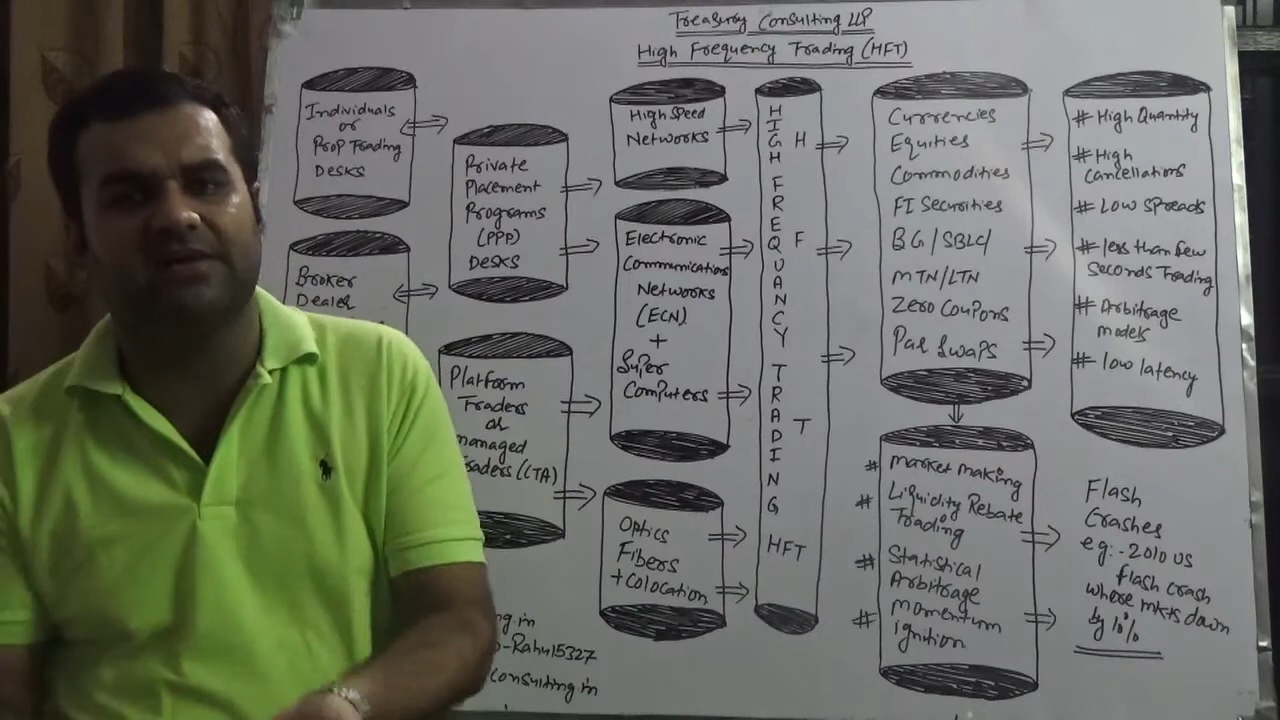 Treasury Consulting LLP
High Frequency Trading (HFT)
Individuals
or
Prop Trading
Desks
Broker
Dealer
Private
Placement
Programs
(PPP)
Desks
Platform
Traders
or
managed
(CTA)
High Speed
Networks
Electronic
Communications
Networks
(ECN)
+
Super
Computers
Optics
Fibers
+ Colocation
HIGH FREQUANCY TRADING
H
F
T
HFT
Currencies
Equities
Commodities
FI Securities
BG/SBLC/
MTN/LTN
Zero Coupons
Par Swaps
# Market making
# Liquidity Rebate
Trading
# Statistical
Arbitrage
# Momentum
ignition
# High Quantity
# High
Cancellations
# Low Spreads
# less than few
Seconds Trading
# Arbitrage
models
# low latency
Flash
Crashes
eg:- 2010 US
flash crash
where mkts down
by 10%
-Rahul5327
consulting.in